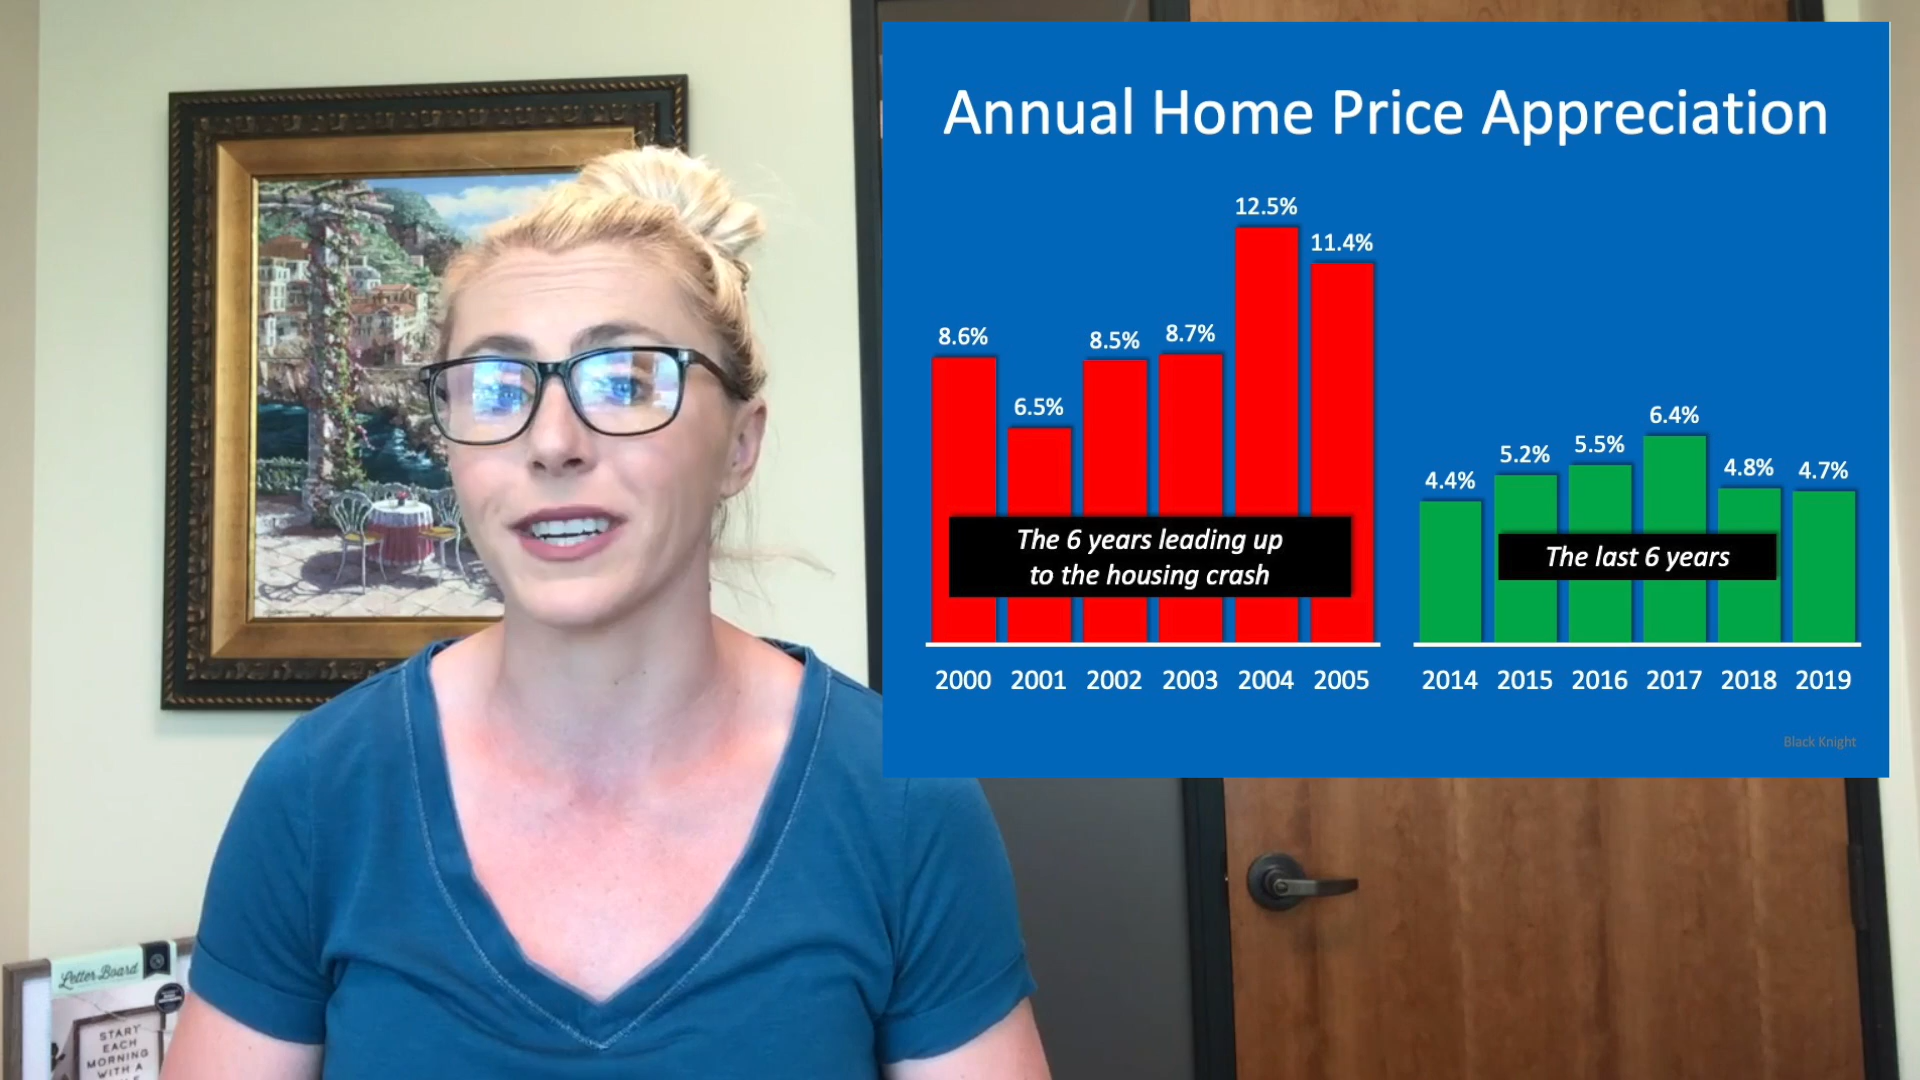 Annual Home Price Appreciation
12.5%
11.4%
8.6%
8.5%
8.7%
6.5%
6.4%
5.5%
5.2%
4.8%
4.7%
4.4%
The 6 years leading up
to the housing crash
The last 6 years
2000 2001 2002 2003 2004 2005
2014 2015 2016 2017 2018 2019
Black Knight
Letter Board
START
EACH
MORNING
WITH A